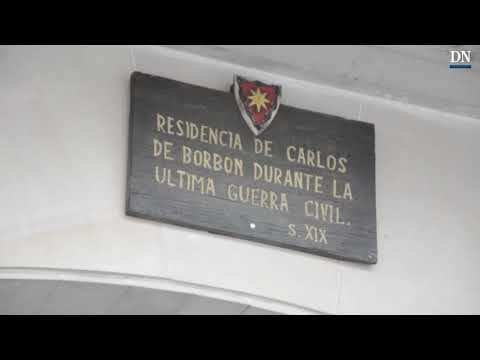 DN
RESIDENCIA DE CARLOS
DE BORBON DURANTE LA
ULTIMA GUERRA CIVIL.
S. XIX